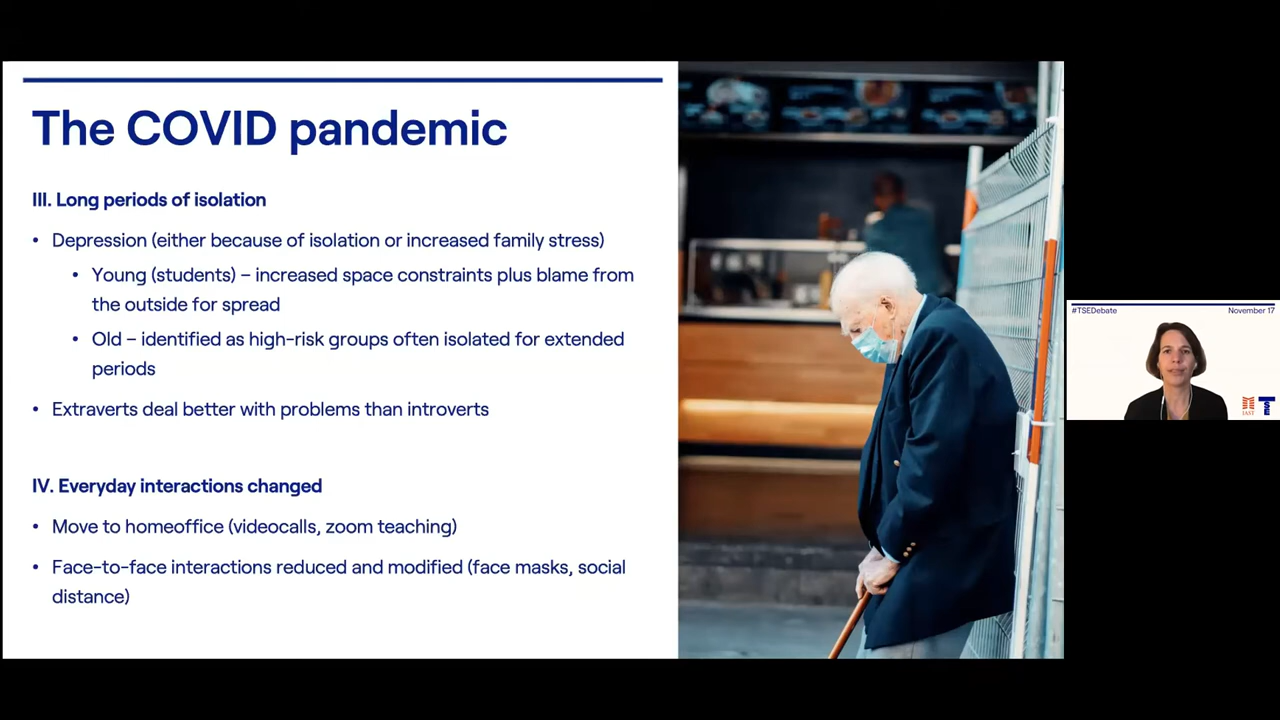 The COVID pandemic
III. Long periods of isolation
• Depression (either because of isolation or increased family stress)
• Young (students) – increased space constraints plus blame from
the outside for spread
• Old – identified as high-risk groups often isolated for extended
periods
• Extraverts deal better with problems than introverts
IV. Everyday interactions changed
• Move to homeoffice (videocalls, zoom teaching)
• Face-to-face interactions reduced and modified (face masks, social
distance)
#TSEDebate
November 17
IAST
TSE